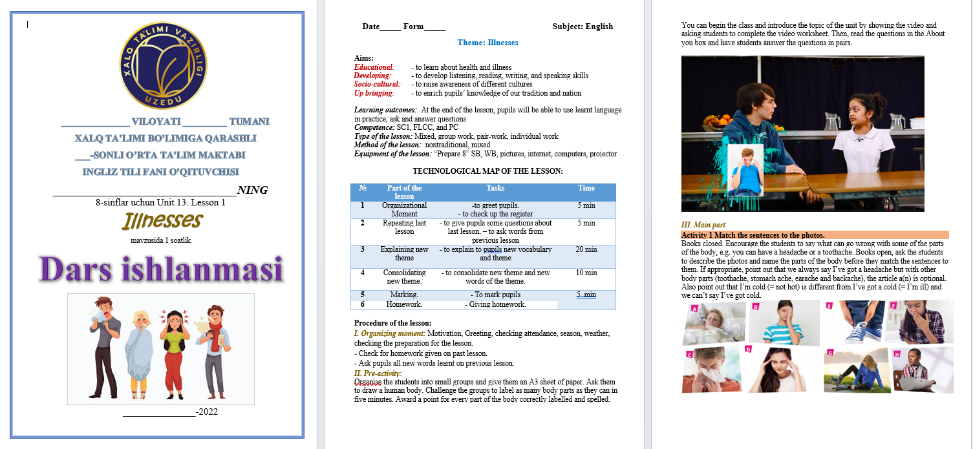 XALQ TALIMI VAZIRLIGI
UZEDU
____________ VILOYATI __________ TUMANI
XALQ TA'LIMI BO'LIMIGA QARASHLI
___-SONLI O'RTA TA'LIM MAKTABI
INGLIZ TILI FANI O'QITUVCHISI
______________________________NING
8-sinflar uchun Unit 13. Lesson 1
Illnesses
mavzusida 1 soatlik
Dars ishlanmasi
________________-2022
Date_____ Form_____ Subject: English
Theme: Illnesses
Aims:
Educational: - to learn about health and illness
Developing: - to develop listening, reading, writing, and speaking skills
Socio-cultural: - to raise awareness of different cultures
Up bringing: - to enrich pupils' knowledge of our tradition and nation
Learning outcomes: At the end of the lesson, pupils will be able to use learnt language
in practice, ask and answer questions
Competence: SC1, FLCC, and PC
Type of the lesson: Mixed, group work, pair-work, individual work
Method of the lesson: nontraditional, mixed
Equipment of the lesson: "Prepare 8" SB, WB, pictures, internet, computers, projector
TECHNOLOGICAL MAP OF THE LESSON:
№ Part of the Tasks Time
lesson
1 Organizational -to greet pupils. 5 min
Moment - to check up the register
2 Repeating last - to give pupils some questions about 5 min
lesson last lesson. – to ask words from
previous lesson
3 Explaining new - to explain to pupils new vocabulary 20 min
theme and theme
4 Consolidating - to consolidate new theme and new 10 min
new theme. words of the theme.
5 Marking. - To mark pupils 5 min
6 Homework. - Giving homework.
Procedure of the lesson:
I. Organizing moment: Motivation, Greeting, checking attendance, season, weather,
checking the preparation for the lesson.
- Check for homework given on past lesson.
- Ask pupils all new words learnt on previous lesson.
II. Pre-activity:
Organise the students into small groups and give them an A3 sheet of paper. Ask them
to draw a human body. Challenge the groups to label as many body parts as they can in
five minutes. Award a point for every part of the body correctly labelled and spelled.
You can begin the class and introduce the topic of the unit by showing the video and
asking students to complete the video worksheet. Then, read the questions in the About
you box and have students answer the questions in pairs.
III. Main part
Activity 1 Match the sentences to the photos.
Books closed. Encourage the students to say what can go wrong with some of the parts
of the body, e.g. you can have a headache or a toothache. Books open, ask the students
to describe the photos and name the parts of the body before they match the sentences to
them. If appropriate, point out that we always say I've got a headache but with other
body parts (toothache, stomach ache, earache and backache), the article a(n) is optional.
Also point out that I'm cold (= not hot) is different from I've got a cold (= I'm ill) and
we can't say I've got cold.
A B E F
C D G H